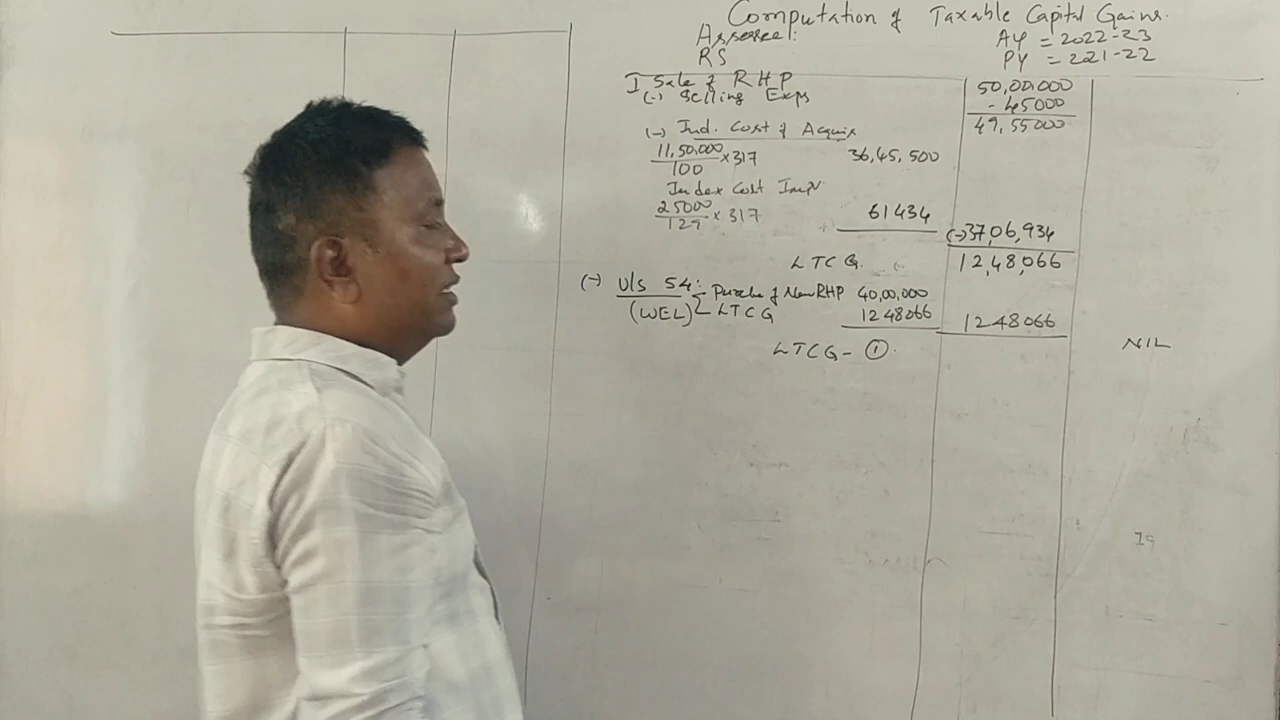 Computation of Taxable Capital Gains.
Assessee: AY = 2022-23
RS PY = 2021-22
I Sale of RHP 50,00,000
(-) Selling Exps - 45000
49,55000
(-) Ind. Cost of Acquis
11,50,000/100 × 317 36,45,500
Index Cost Impv
25000/129 × 317 61434 (-) 37,06,934
LTCG. 12,48,066
(-) U/S 54: Purchse of New RHP 40,00,000
(WEL) LTCG 1248066 1248066
LTCG - ① NIL